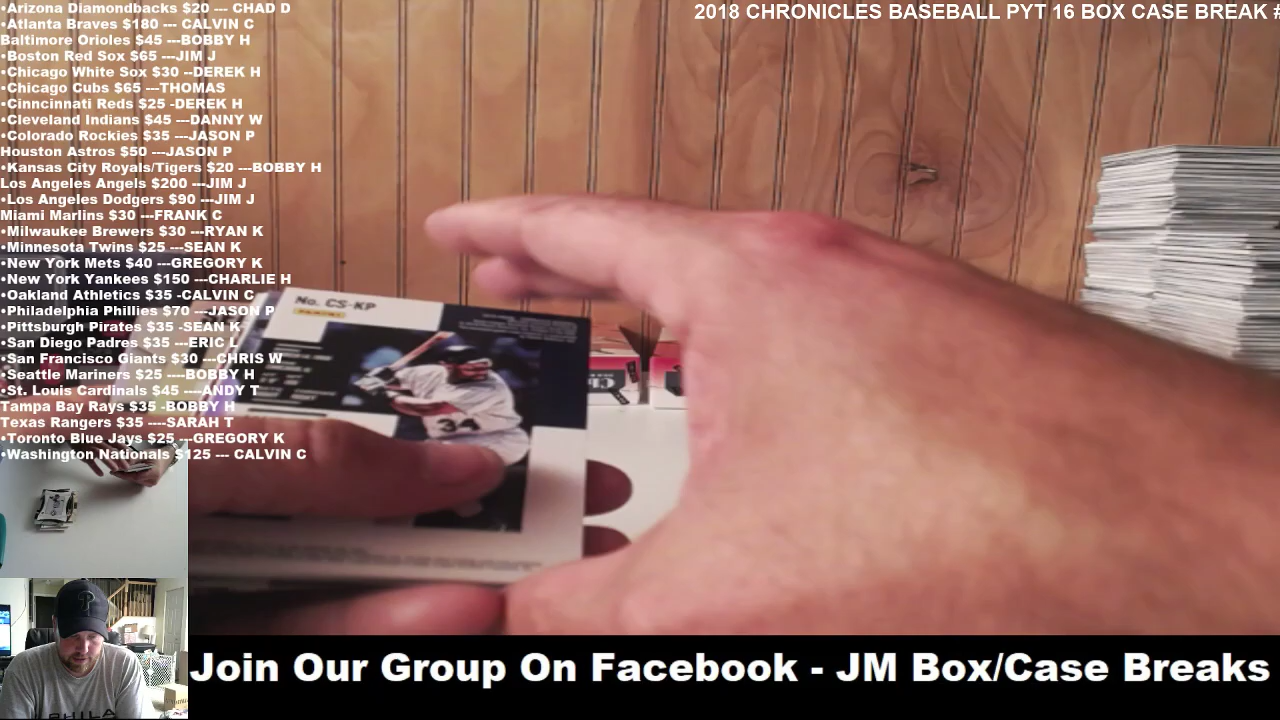 •Arizona Diamondbacks $20 --- CHAD D
•Atlanta Braves $180 --- CALVIN C
Baltimore Orioles $45 ---BOBBY H
•Boston Red Sox $65 ---JIM J
•Chicago White Sox $30 --DEREK H
•Chicago Cubs $65 ---THOMAS
•Cinncinnati Reds $25 -DEREK H
•Cleveland Indians $45 ---DANNY W
•Colorado Rockies $35 ---JASON P
Houston Astros $50 ---JASON P
•Kansas City Royals/Tigers $20 ---BOBBY H
Los Angeles Angels $200 ---JIM J
•Los Angeles Dodgers $90 ---JIM J
Miami Marlins $30 ---FRANK C
•Milwaukee Brewers $30 ---RYAN K
•Minnesota Twins $25 ---SEAN K
•New York Mets $40 ---GREGORY K
•New York Yankees $150 ---CHARLIE H
•Oakland Athletics $35 -CALVIN C
•Philadelphia Phillies $70 ---JASON P
•Pittsburgh Pirates $35 -SEAN K
•San Diego Padres $35 ---ERIC L
•San Francisco Giants $30 ---CHRIS W
•Seattle Mariners $25 ----BOBBY H
•St. Louis Cardinals $45 ----ANDY T
Tampa Bay Rays $35 -BOBBY H
Texas Rangers $35 ----SARAH T
•Toronto Blue Jays $25 ---GREGORY K
•Washington Nationals $125 --- CALVIN C
2018 CHRONICLES BASEBALL PYT 16 BOX CASE BREAK #
No. CS-KP
PANINI
34
P
PHILA
Join Our Group On Facebook - JM Box/Case Breaks